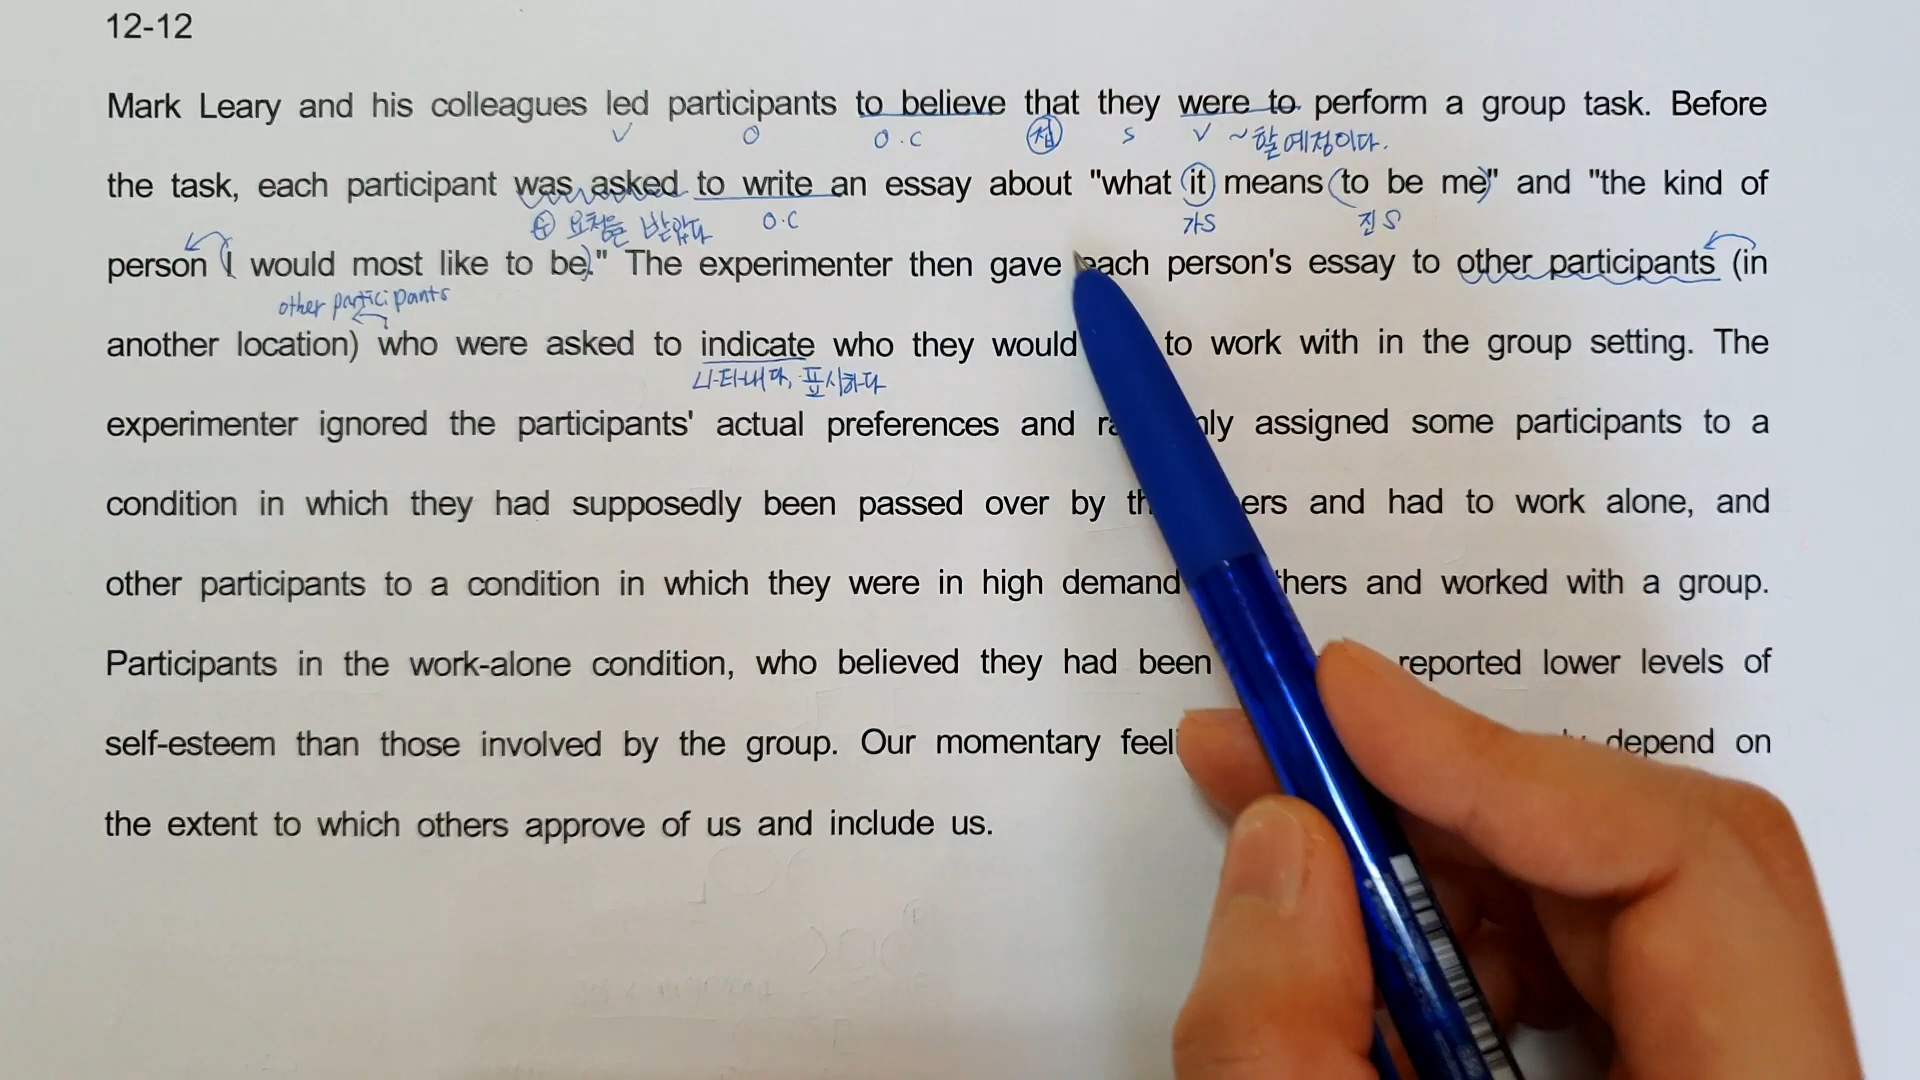 12-12
Mark Leary and his colleagues led participants to believe that they were to perform a group task. Before
V O O.C 접 S V ~할 예정이다.
the task, each participant was asked to write an essay about "what it means to be me" and "the kind of
요청을 받았다 O.C 가S 진S
person I would most like to be." The experimenter then gave each person's essay to other participants (in
other participants
another location) who were asked to indicate who they would to work with in the group setting. The
나타내다, 표시하다
experimenter ignored the participants' actual preferences and assigned some participants to a
condition in which they had supposedly been passed over by and had to work alone, and
other participants to a condition in which they were in high demand and worked with a group.
Participants in the work-alone condition, who believed they had been reported lower levels of
self-esteem than those involved by the group. Our momentary depend on
the extent to which others approve of us and include us.